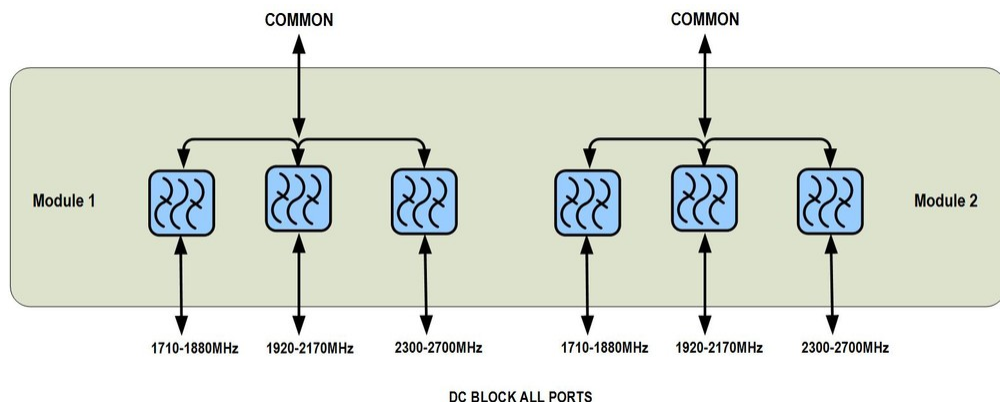 COMMON COMMON
Module 1 Module 2
1710-1880MHz 1920-2170MHz 2300-2700MHz 1710-1880MHz 1920-2170MHz 2300-2700MHz
DC BLOCK ALL PORTS